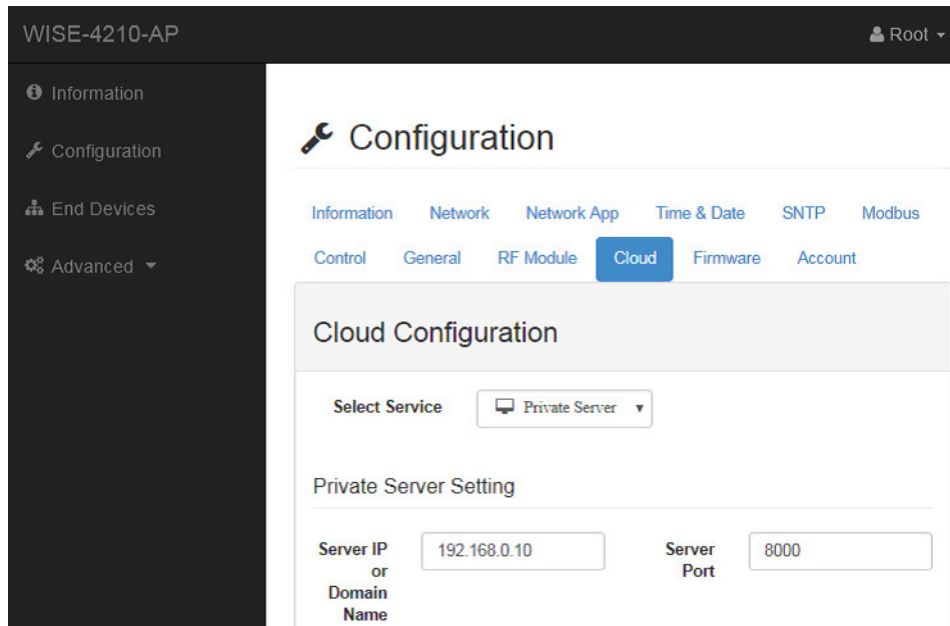 WISE-4210-AP
Root
Information
Configuration
End Devices
Advanced
Configuration
Information Network Network App Time & Date SNTP Modbus
Control General RF Module Cloud Firmware Account
Cloud Configuration
Select Service Private Server
Private Server Setting
Server IP
or
Domain
Name
192.168.0.10
Server
Port
8000